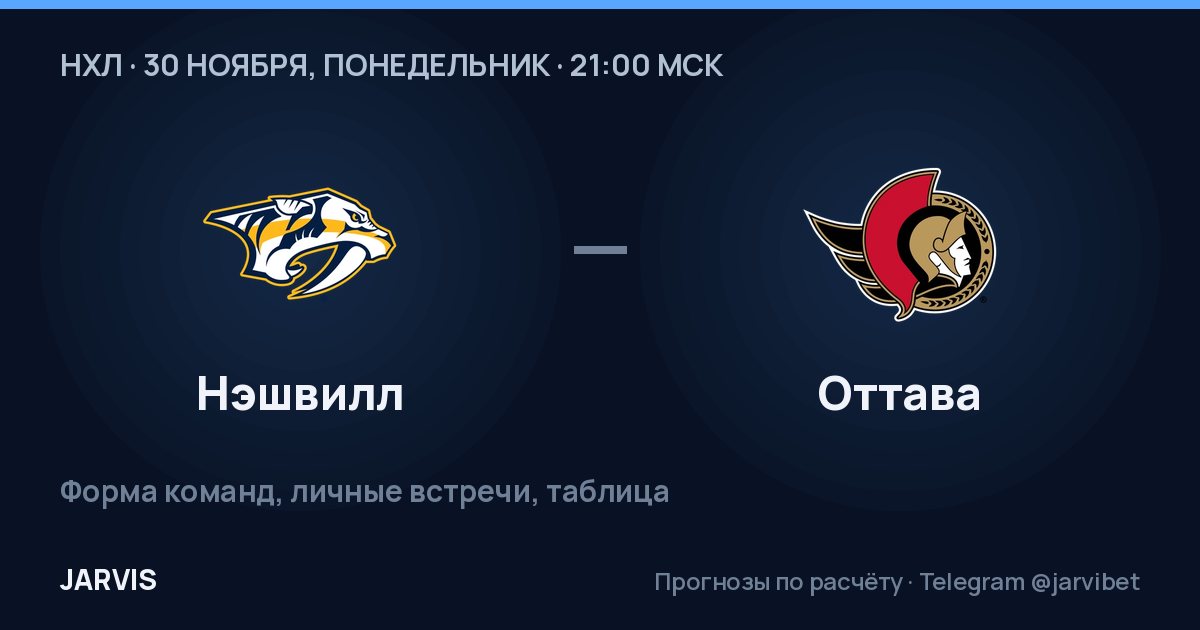 НХЛ · 30 НОЯБРЯ, ПОНЕДЕЛЬНИК · 21:00 МСК
Нэшвилл — Оттава
Форма команд, личные встречи, таблица
JARVIS
Прогнозы по расчёту · Telegram @jarvibet